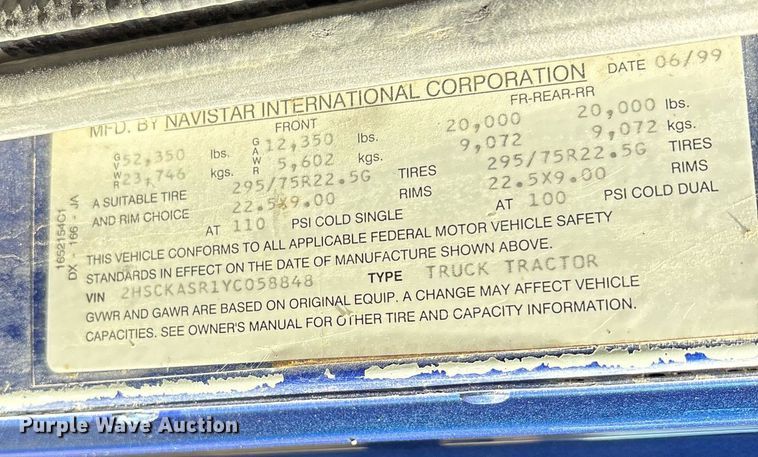 MFD. BY NAVISTAR INTERNATIONAL CORPORATION DATE 06/99
FRONT FR-REAR-RR
GVWR 52,350 lbs. GAWR 12,350 lbs. 20,000 20,000 lbs.
23,746 kgs. 5,602 kgs. 9,072 9,072 kgs.
A SUITABLE TIRE 295/75R22.5G TIRES 295/75R22.5G TIRES
AND RIM CHOICE 22.5X9.00 RIMS 22.5X9.00 RIMS
AT 110 PSI COLD SINGLE AT 100 PSI COLD DUAL
THIS VEHICLE CONFORMS TO ALL APPLICABLE FEDERAL MOTOR VEHICLE SAFETY
STANDARDS IN EFFECT ON THE DATE OF MANUFACTURE SHOWN ABOVE.
VIN 2HSCKASR1YC058848 TYPE TRUCK TRACTOR
GVWR AND GAWR ARE BASED ON ORIGINAL EQUIP. A CHANGE MAY AFFECT VEHICLE
CAPACITIES. SEE OWNER'S MANUAL FOR OTHER TIRE AND CAPACITY INFORMATION.
1652154C1
DX - 166 - JA
Purple Wave Auction